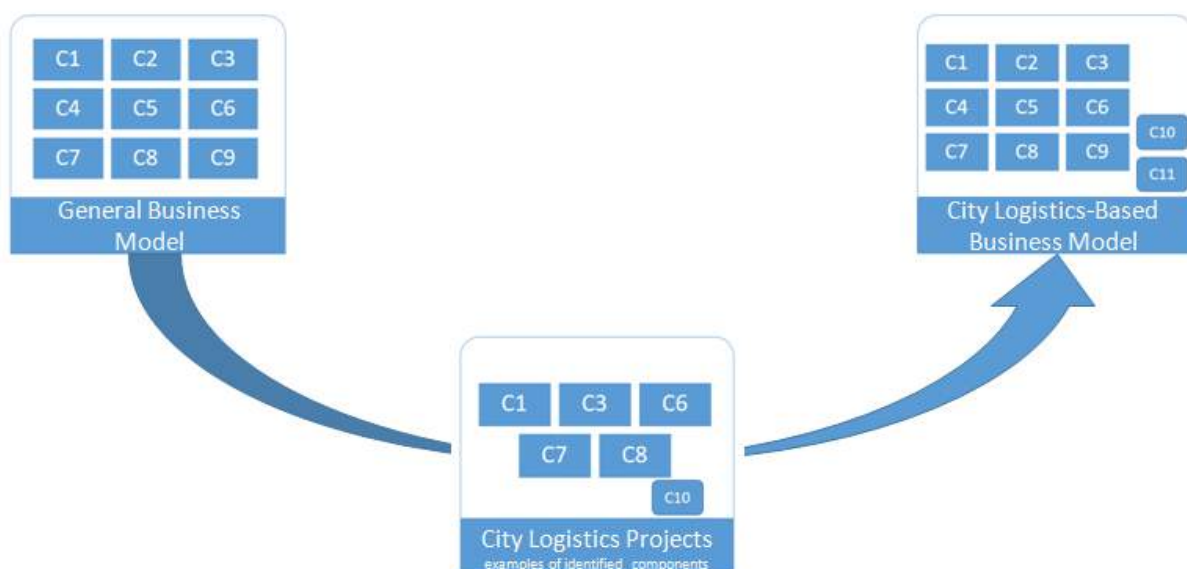 C1 C2 C3
C4 C5 C6
C7 C8 C9
General Business
Model
C1 C2 C3
C4 C5 C6
C10
C7 C8 C9
C11
City Logistics-Based
Business Model
C1 C3 C6
C7 C8
C10
City Logistics Projects
examples of identified components